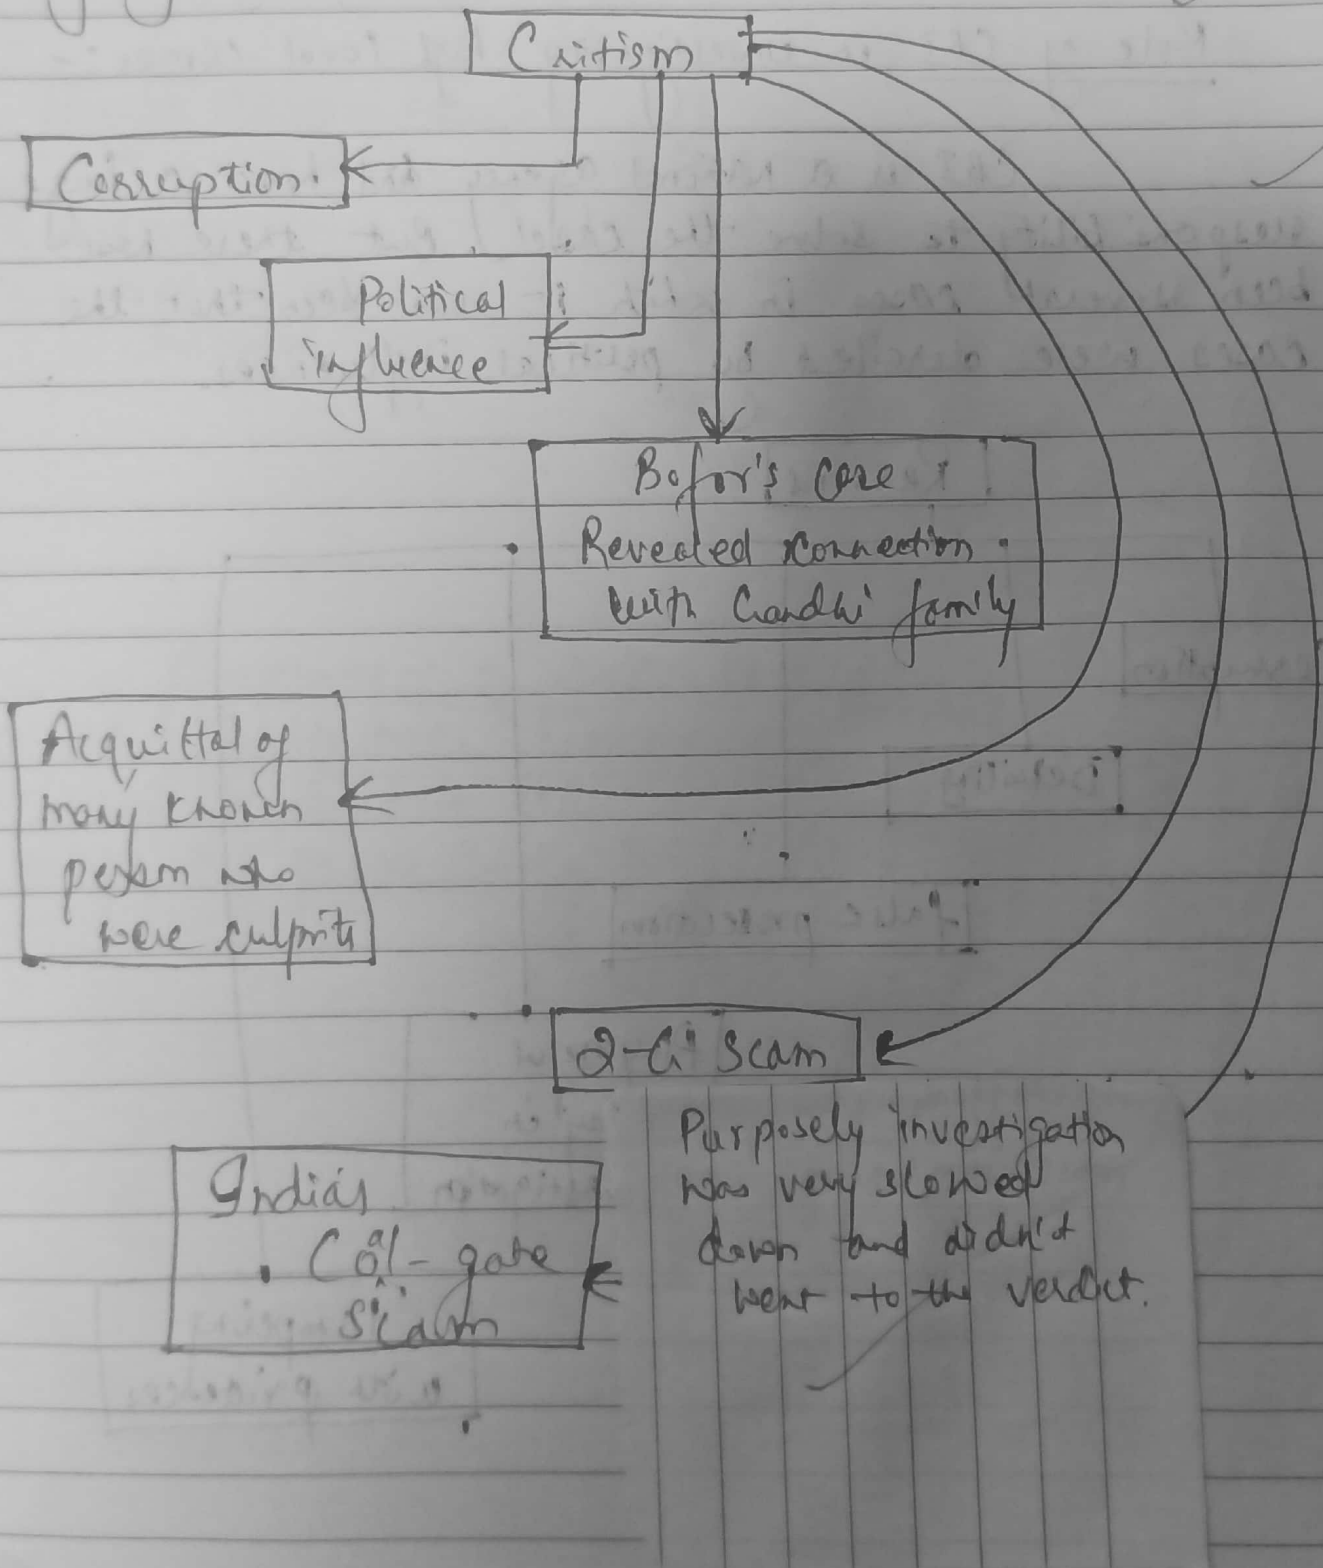 Critism
Corruption.
Political
influence
Bofor's case
Revealed connection
with Gandhi family
Acquittal of
many known
person who
were culprits
2-G Scam
Purposely investigation
was very slowed
down and didn't
went to the verdict.
India's
Coal-gate
Scam